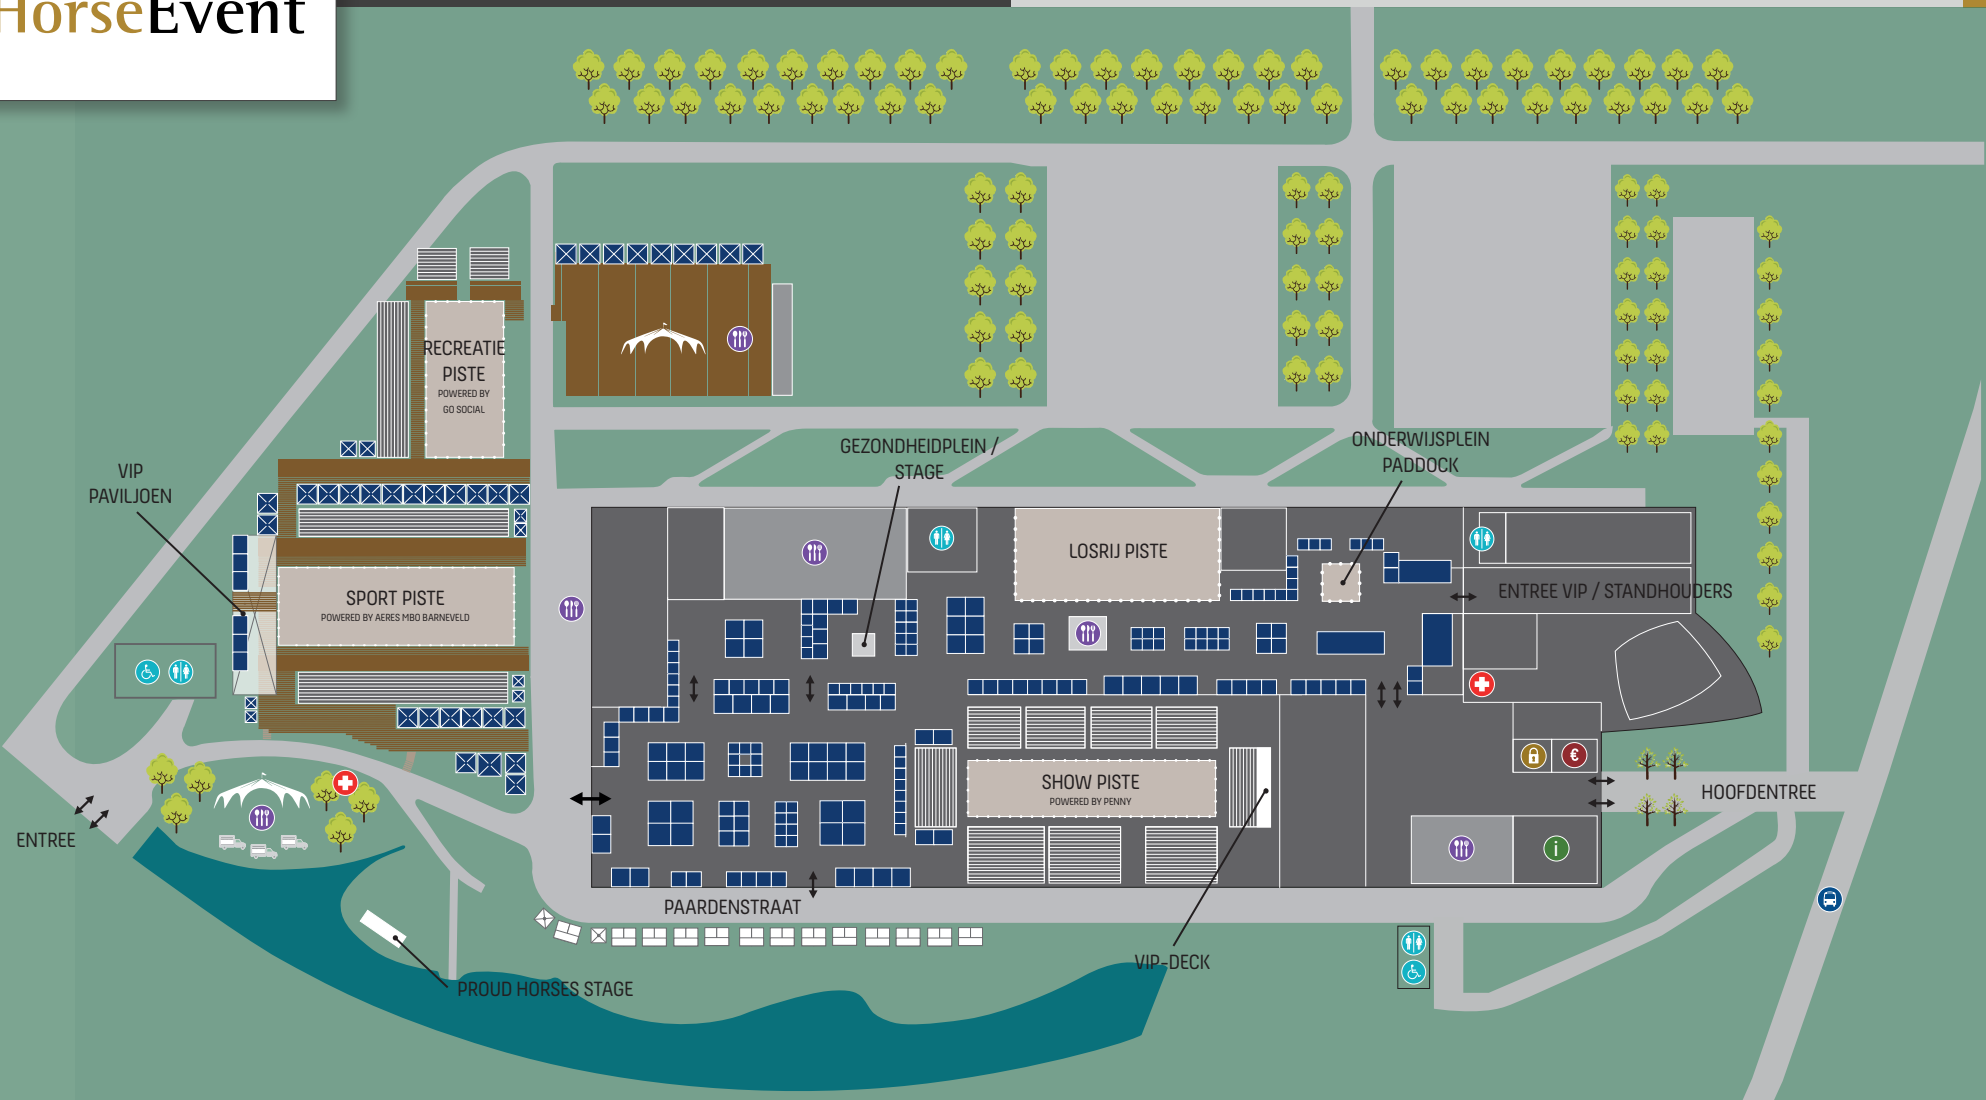 HorseEvent
RECREATIE
PISTE
POWERED BY
GO SOCIAL
GEZONDHEIDPLEIN /
STAGE
ONDERWIJSPLEIN
PADDOCK
VIP
PAVILJOEN
LOSRIJ PISTE
SPORT PISTE
POWERED BY AERES MBO BARNEVELD
ENTREE VIP / STANDHOUDERS
SHOW PISTE
POWERED BY PENNY
HOOFDENTREE
ENTREE
PAARDENSTRAAT
VIP-DECK
PROUD HORSES STAGE
€
i